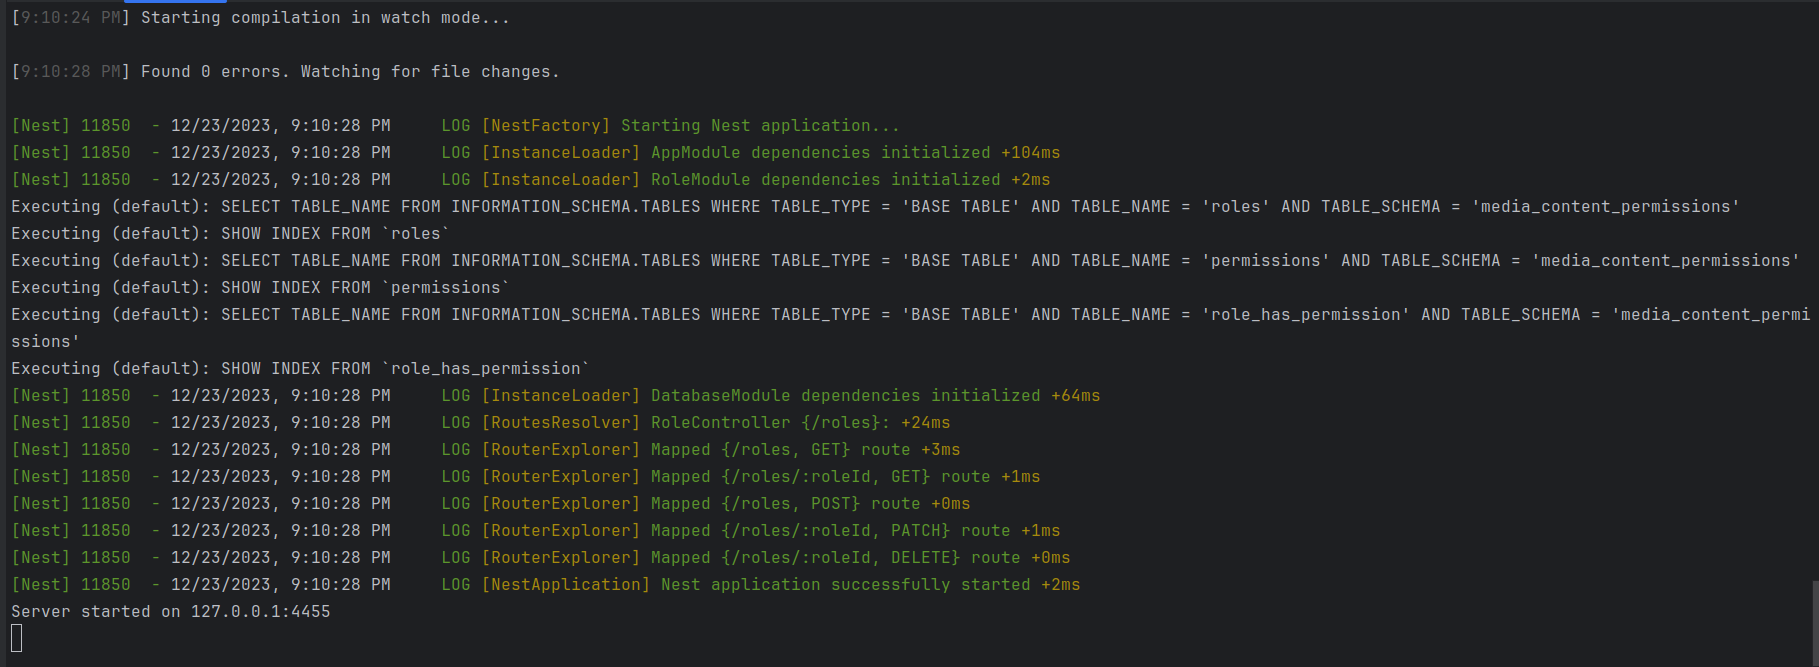 [9:10:24 PM] Starting compilation in watch mode...
[9:10:28 PM] Found 0 errors. Watching for file changes.
[Nest] 11850  - 12/23/2023, 9:10:28 PM     LOG [NestFactory] Starting Nest application...
[Nest] 11850  - 12/23/2023, 9:10:28 PM     LOG [InstanceLoader] AppModule dependencies initialized +104ms
[Nest] 11850  - 12/23/2023, 9:10:28 PM     LOG [InstanceLoader] RoleModule dependencies initialized +2ms
Executing (default): SELECT TABLE_NAME FROM INFORMATION_SCHEMA.TABLES WHERE TABLE_TYPE = 'BASE TABLE' AND TABLE_NAME = 'roles' AND TABLE_SCHEMA = 'media_content_permissions'
Executing (default): SHOW INDEX FROM `roles`
Executing (default): SELECT TABLE_NAME FROM INFORMATION_SCHEMA.TABLES WHERE TABLE_TYPE = 'BASE TABLE' AND TABLE_NAME = 'permissions' AND TABLE_SCHEMA = 'media_content_permissions'
Executing (default): SHOW INDEX FROM `permissions`
Executing (default): SELECT TABLE_NAME FROM INFORMATION_SCHEMA.TABLES WHERE TABLE_TYPE = 'BASE TABLE' AND TABLE_NAME = 'role_has_permission' AND TABLE_SCHEMA = 'media_content_permi
ssions'
Executing (default): SHOW INDEX FROM `role_has_permission`
[Nest] 11850  - 12/23/2023, 9:10:28 PM     LOG [InstanceLoader] DatabaseModule dependencies initialized +64ms
[Nest] 11850  - 12/23/2023, 9:10:28 PM     LOG [RoutesResolver] RoleController {/roles}: +24ms
[Nest] 11850  - 12/23/2023, 9:10:28 PM     LOG [RouterExplorer] Mapped {/roles, GET} route +3ms
[Nest] 11850  - 12/23/2023, 9:10:28 PM     LOG [RouterExplorer] Mapped {/roles/:roleId, GET} route +1ms
[Nest] 11850  - 12/23/2023, 9:10:28 PM     LOG [RouterExplorer] Mapped {/roles, POST} route +0ms
[Nest] 11850  - 12/23/2023, 9:10:28 PM     LOG [RouterExplorer] Mapped {/roles/:roleId, PATCH} route +1ms
[Nest] 11850  - 12/23/2023, 9:10:28 PM     LOG [RouterExplorer] Mapped {/roles/:roleId, DELETE} route +0ms
[Nest] 11850  - 12/23/2023, 9:10:28 PM     LOG [NestApplication] Nest application successfully started +2ms
Server started on 127.0.0.1:4455